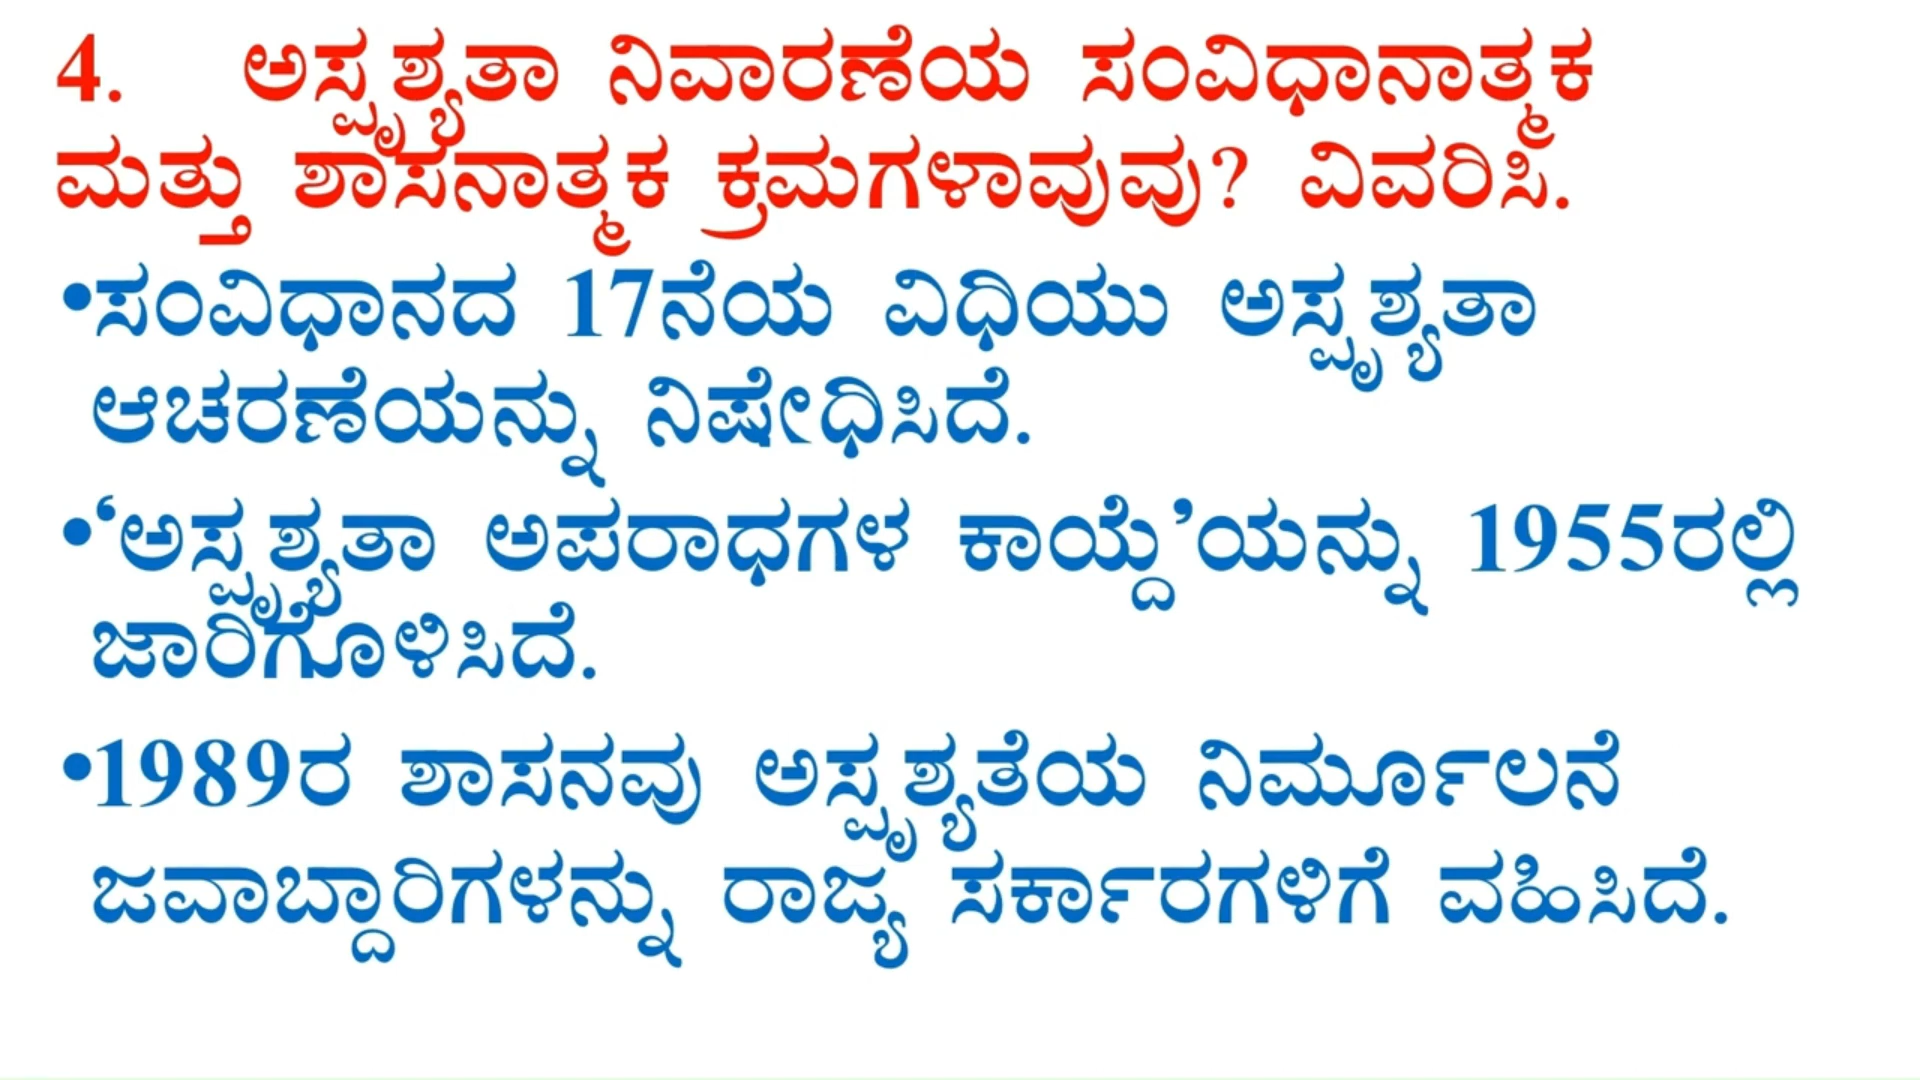 4. ಅಸ್ಪೃಶ್ಯತಾ ನಿವಾರಣೆಯ ಸಂವಿಧಾನಾತ್ಮಕ
ಮತ್ತು ಶಾಸನಾತ್ಮಕ ಕ್ರಮಗಳಾವುವು? ವಿವರಿಸಿ.
•ಸಂವಿಧಾನದ 17ನೆಯ ವಿಧಿಯು ಅಸ್ಪೃಶ್ಯತಾ
ಆಚರಣೆಯನ್ನು ನಿಷೇಧಿಸಿದೆ.
•‘ಅಸ್ಪೃಶ್ಯತಾ ಅಪರಾಧಗಳ ಕಾಯ್ದೆ’ಯನ್ನು 1955ರಲ್ಲಿ
ಜಾರಿಗೊಳಿಸಿದೆ.
•1989ರ ಶಾಸನವು ಅಸ್ಪೃಶ್ಯತೆಯ ನಿರ್ಮೂಲನೆ
ಜವಾಬ್ದಾರಿಗಳನ್ನು ರಾಜ್ಯ ಸರ್ಕಾರಗಳಿಗೆ ವಹಿಸಿದೆ.